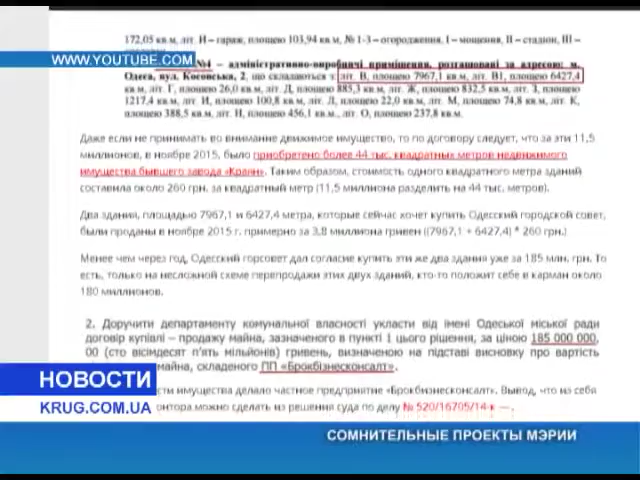 172,05 кв.м, літ. И – гараж, площею 103,94 кв.м, № 1-3 – огородження, I – мощення, II – стадіон, III –
WWW.YOUTUBE.COM
№4 – адміністративно-виробничі приміщення, розташовані за адресою: м.
Одеса, вул. Косовська, 2, що складаються з: літ. В, площею 7967,1 кв.м, літ. В1, площею 6427,4
кв.м, літ. Г, площею 26,0 кв.м, літ. Д, площею 885,3 кв.м, літ. Ж, площею 832,5 кв.м, літ. З, площею
1217,4 кв.м, літ. И, площею 100,8 кв.м, літ. Л, площею 22,0 кв.м, літ. М, площею 74,8 кв.м, літ. К,
площею 388,5 кв.м, літ. Н, площею 456,1 кв.м., літ. О, площею 237,8 кв.м.
Даже если не принимать во внимание движимое имущество, то по договору следует, что за эти 11,5
миллионов, в ноябре 2015, было приобретено более 44 тыс. квадратных метров недвижимого
имущества бывшего завода «Краян». Таким образом, стоимость одного квадратного метра зданий
составила около 260 грн. за квадратный метр (11,5 миллиона разделить на 44 тыс. метров).
Два здания, площадью 7967,1 и 6427,4 метра, которые сейчас хочет купить Одесский городской совет,
были проданы в ноябре 2015 г. примерно за 3,8 миллиона гривен ((7967,1 + 6427,4) * 260 грн.)
Менее чем через год, Одесский горсовет дал согласие купить эти же два здания уже за 185 млн. грн. То
есть, только на несложной схеме перепродажи этих двух зданий, кто-то положит себе в карман около
180 миллионов.
2. Доручити департаменту комунальної власності укласти від імені Одеської міської ради
договір купівлі – продажу майна, зазначеного в пункті 1 цього рішення, за ціною 185 000 000,
00 (сто вісімдесят п'ять мільйонів) гривень, визначеною на підставі висновку про вартість
майна, складеного ПП «Брокбізнесконсалт».
НОВОСТИ
сти имущества делало частное предприятие «Брокбизнесконсалт». Вывод, что из себя
KRUG.COM.UA
онтора можно сделать из решения суда по делу № 520/16705/14-к —.
СОМНИТЕЛЬНЫЕ ПРОЕКТЫ МЭРИИ